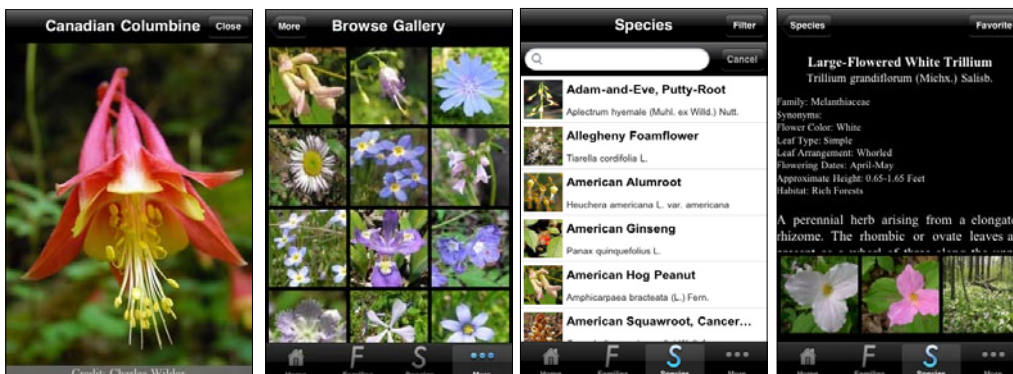 Canadian Columbine
Close
Credit: Charles Wilder
More
Browse Gallery
Home
Families
Species
More
Species
Filter
Cancel
Adam-and-Eve, Putty-Root
Aplectrum hyemale (Muhl. ex Willd.) Nutt.
Allegheny Foamflower
Tiarella cordifolia L.
American Alumroot
Heuchera americana L. var. americana
American Ginseng
Panax quinquefolius L.
American Hog Peanut
Amphicarpaea bracteata (L.) Fern.
American Squawroot, Cancer…
Home
Families
Species
More
Species
Favorite
Large-Flowered White Trillium
Trillium grandiflorum (Michx.) Salisb.
Family: Melanthiaceae
Synonyms:
Flower Color: White
Leaf Type: Simple
Leaf Arrangement: Whorled
Flowering Dates: April-May
Approximate Height: 0.65-1.65 Feet
Habitat: Rich Forests
A perennial herb arising from a elongate
rhizome. The rhombic or ovate leaves a
Home
Families
Species
More